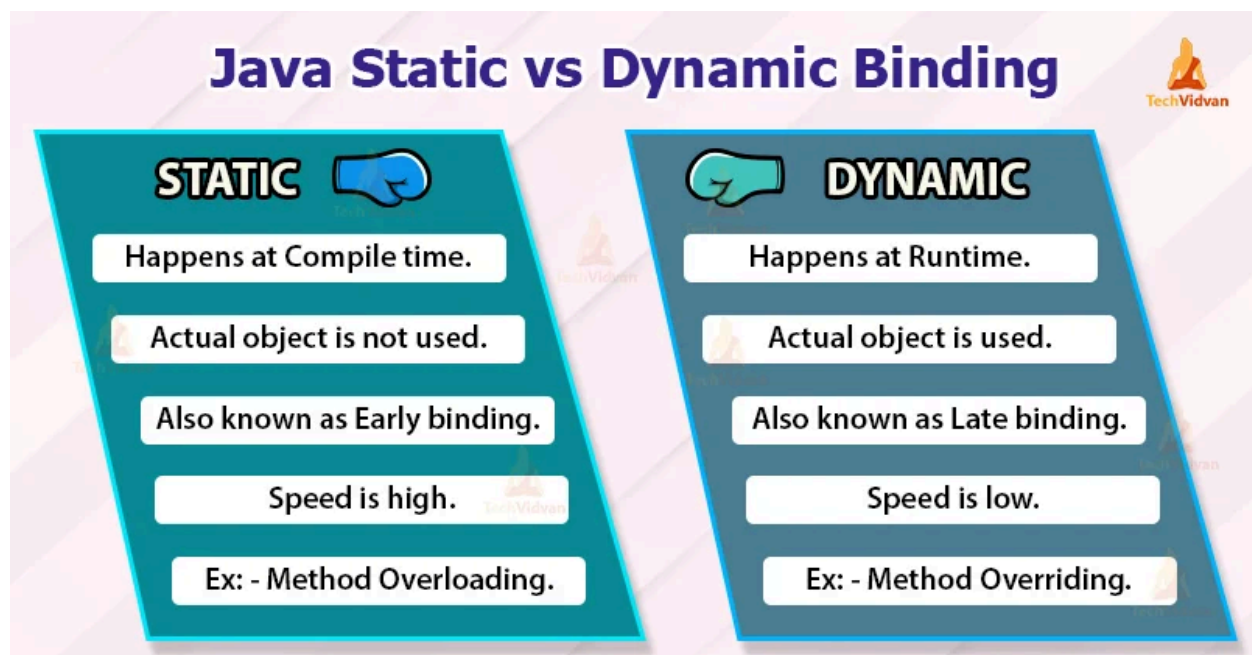 Java Static vs Dynamic Binding
TechVidvan
STATIC
Happens at Compile time.
Actual object is not used.
Also known as Early binding.
Speed is high.
Ex: - Method Overloading.
DYNAMIC
Happens at Runtime.
Actual object is used.
Also known as Late binding.
Speed is low.
Ex: - Method Overriding.
TechVidvan
TechVidvan